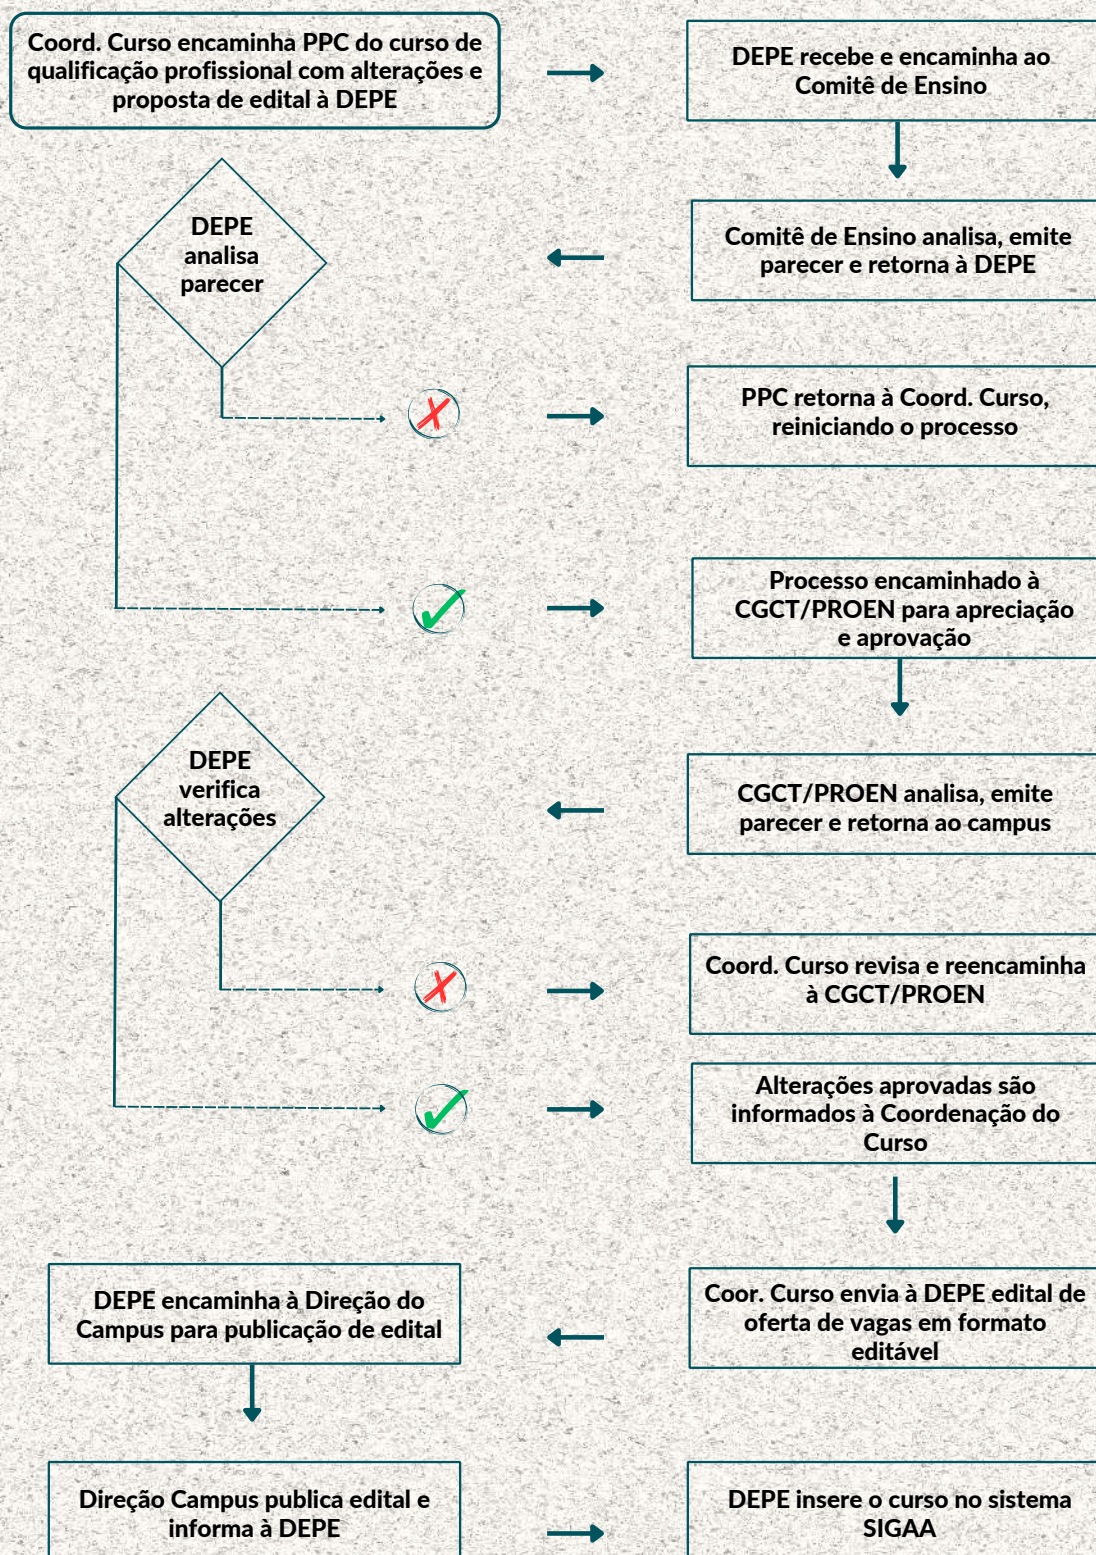 Coord. Curso encaminha PPC do curso de
qualificação profissional com alterações e
proposta de edital à DEPE
DEPE recebe e encaminha ao
Comitê de Ensino
DEPE
analisa
parecer
Comitê de Ensino analisa, emite
parecer e retorna à DEPE
PPC retorna à Coord. Curso,
reiniciando o processo
Processo encaminhado à
CGCT/PROEN para apreciação
e aprovação
DEPE
verifica
alterações
CGCT/PROEN analisa, emite
parecer e retorna ao campus
Coord. Curso revisa e reencaminha
à CGCT/PROEN
Alterações aprovadas são
informados à Coordenação do
Curso
DEPE encaminha à Direção do
Campus para publicação de edital
Coor. Curso envia à DEPE edital de
oferta de vagas em formato
editável
Direção Campus publica edital e
informa à DEPE
DEPE insere o curso no sistema
SIGAA